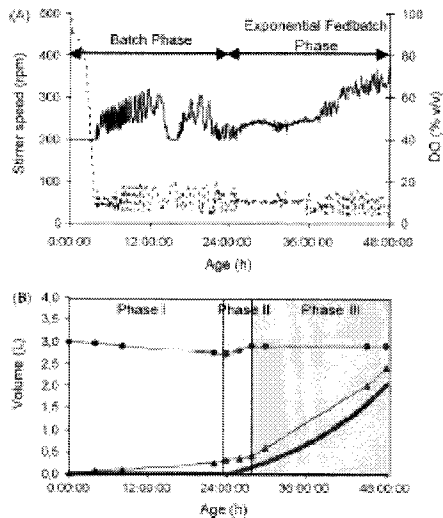 (A)
Exponential Fedbatch
Batch Phase
Phase
Stirrer speed (rpm)
DO (% v/v)
500
400
300
200
100
0
100
80
60
40
20
0
0:00:00 12:00:00 24:00:00 36:00:00 48:00:00
Age (h)
(B)
Phase I Phase II Phase III
Volume (L)
4,0
3,5
3,0
2,5
2,0
1,5
1,0
0,5
0,0
0:00:00 12:00:00 24:00:00 36:00:00 48:00:00
Age (h)